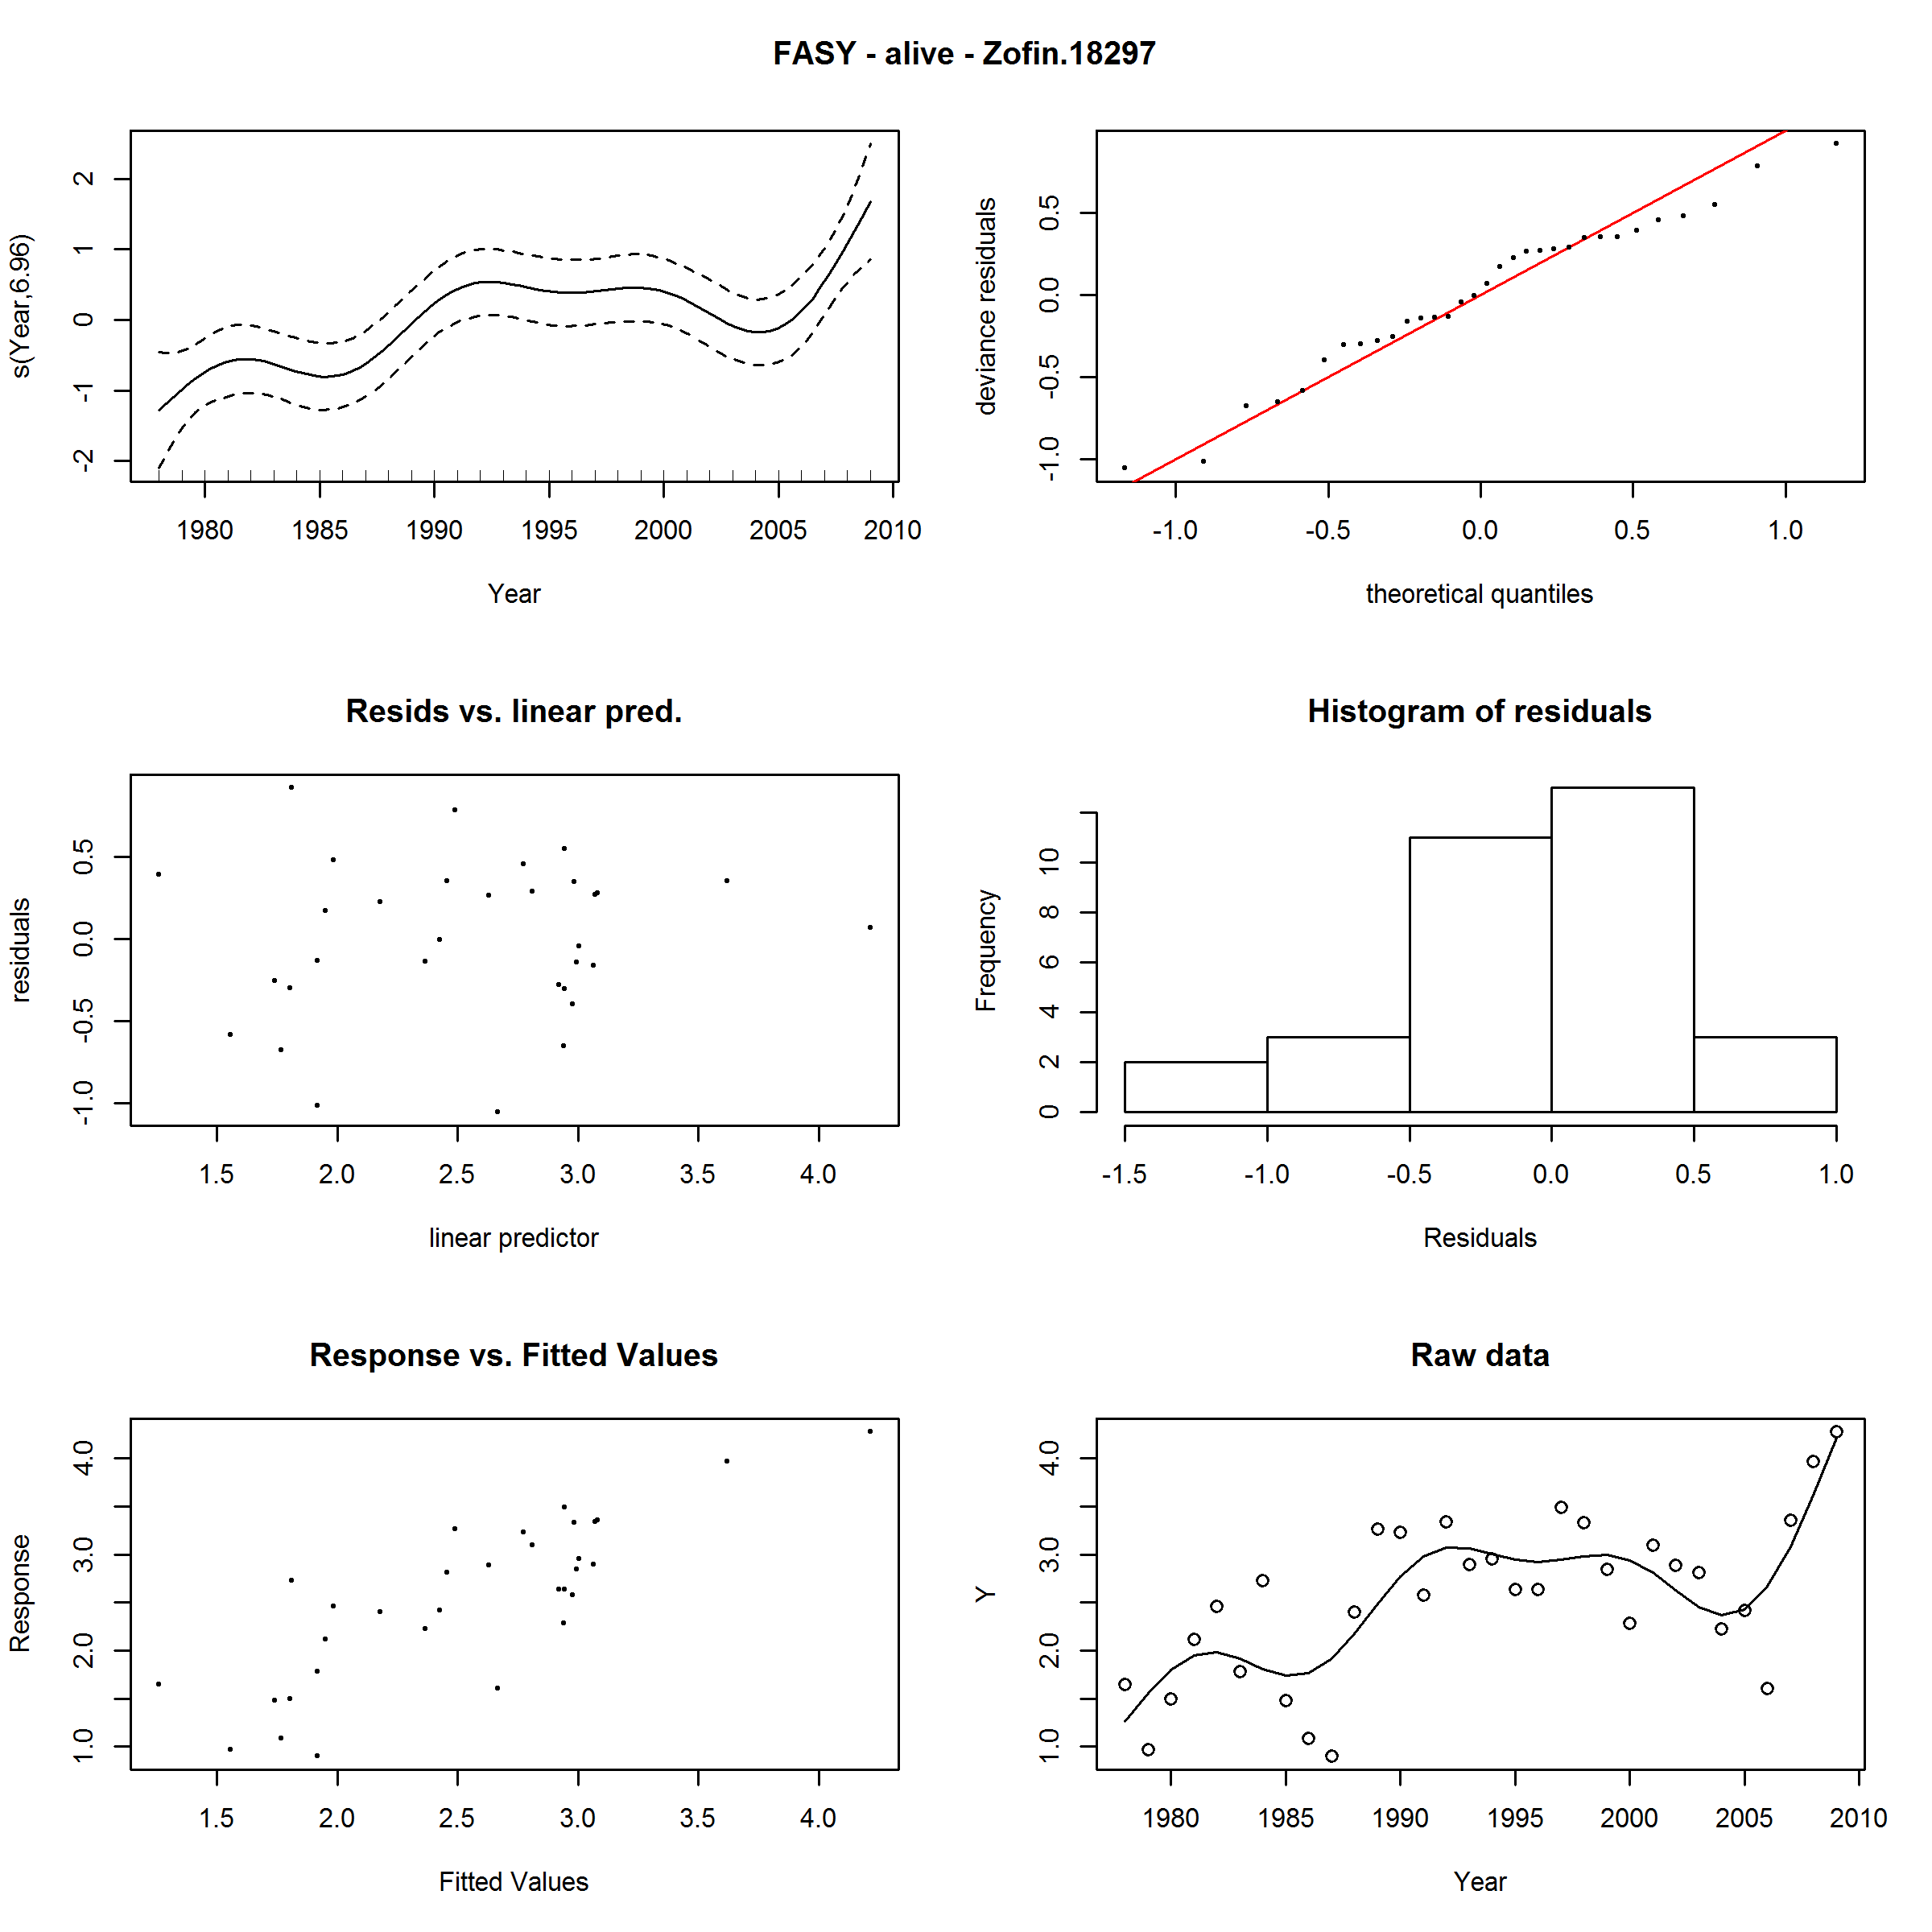 FASY - alive - Zofin.18297
s(Year,6.96)
2
1
0
-1
-2
1980 1985 1990 1995 2000 2005 2010
Year
deviance residuals
0.5
0.0
-0.5
-1.0
-1.0 -0.5 0.0 0.5 1.0
theoretical quantiles
Resids vs. linear pred.
residuals
0.5
0.0
-0.5
-1.0
1.5 2.0 2.5 3.0 3.5 4.0
linear predictor
Histogram of residuals
Frequency
10
8
6
4
2
0
-1.5 -1.0 -0.5 0.0 0.5 1.0
Residuals
Response vs. Fitted Values
Response
4.0
3.0
2.0
1.0
1.5 2.0 2.5 3.0 3.5 4.0
Fitted Values
Raw data
Y
4.0
3.0
2.0
1.0
1980 1985 1990 1995 2000 2005 2010
Year